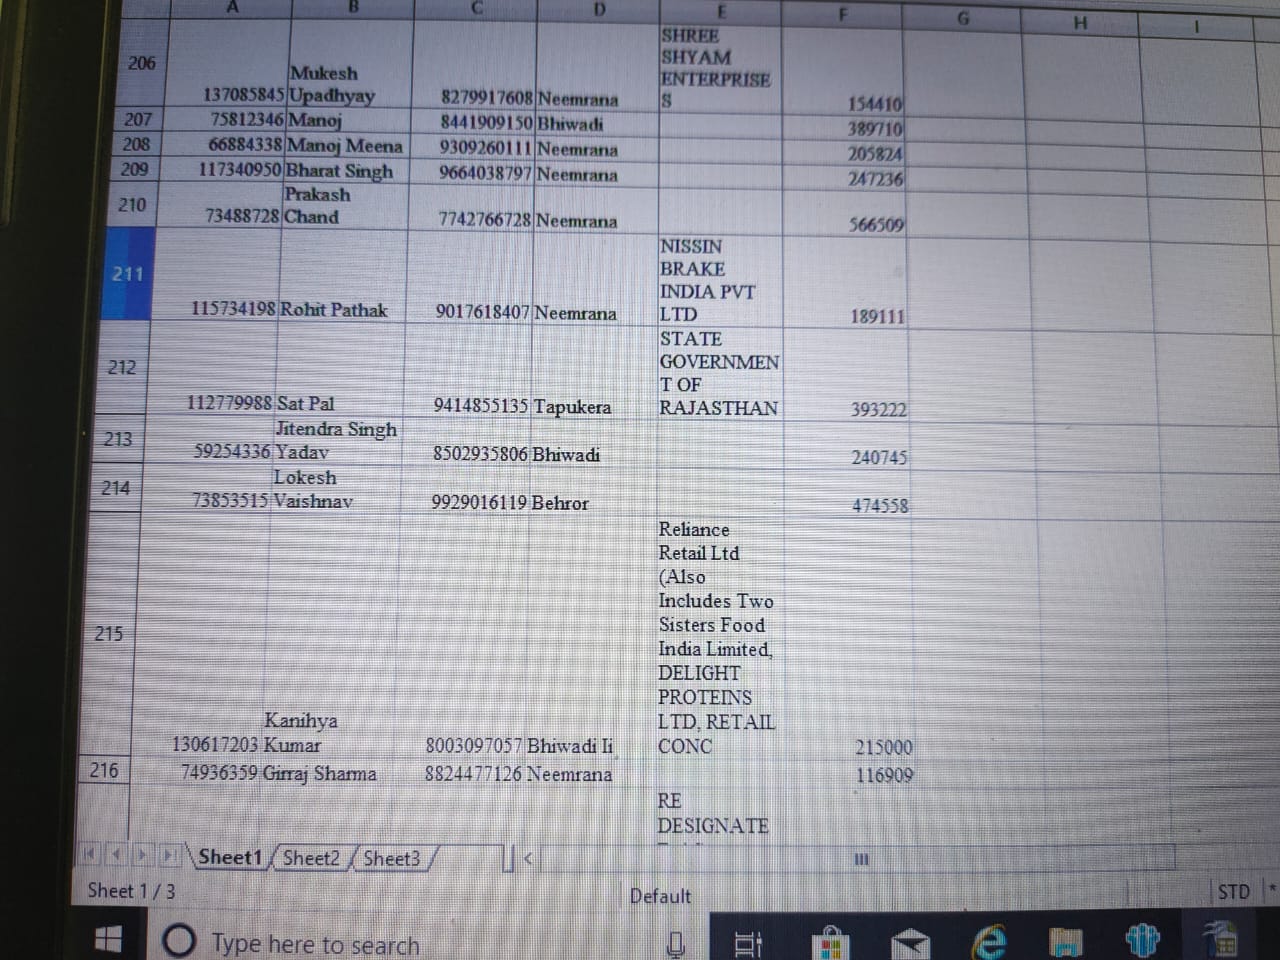 A B C D E F G H I
206 137085845 Mukesh Upadhyay 8279917608 Neemrana SHREE SHYAM ENTERPRISES 154410
207 75812346 Manoj 8441909150 Bhiwadi 389710
208 66884338 Manoj Meena 9309260111 Neemrana 205824
209 117340950 Bharat Singh 9664038797 Neemrana 247236
210 73488728 Prakash Chand 7742766728 Neemrana 566509
211 115734198 Rohit Pathak 9017618407 Neemrana NISSIN BRAKE INDIA PVT LTD 189111
212 112779988 Sat Pal 9414855135 Tapukera STATE GOVERNMENT OF RAJASTHAN 393222
213 59254336 Jitendra Singh Yadav 8502935806 Bhiwadi 240745
214 73853515 Lokesh Vaishnav 9929016119 Behror 474558
215 130617203 Kanihya Kumar 8003097057 Bhiwadi Ii Reliance Retail Ltd (Also Includes Two Sisters Food India Limited, DELIGHT PROTEINS LTD, RETAIL CONC 215000
216 74936359 Girraj Sharma 8824477126 Neemrana 116909
RE
DESIGNATE
Sheet1 Sheet2 Sheet3
Sheet 1 / 3 Default STD *
Type here to search